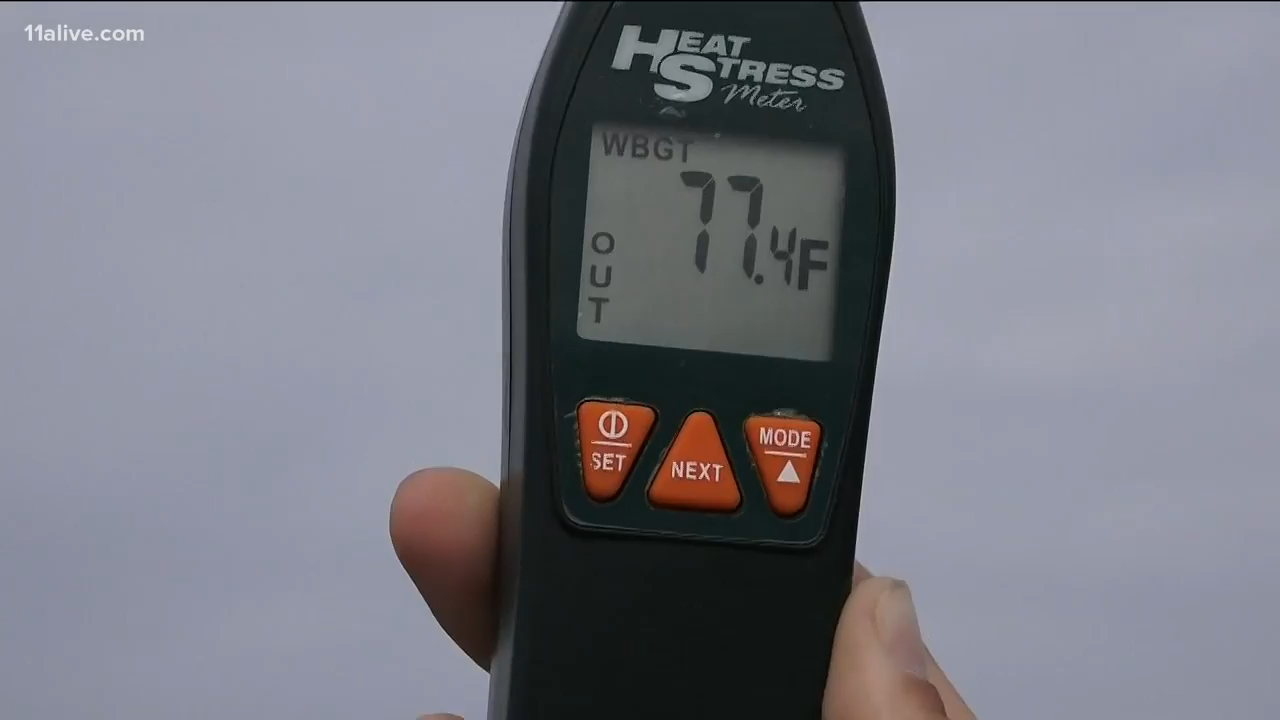 11alive.com
HEAT
STRESS
Meter
WBGT
77.4F
OUT
SET
NEXT
MODE